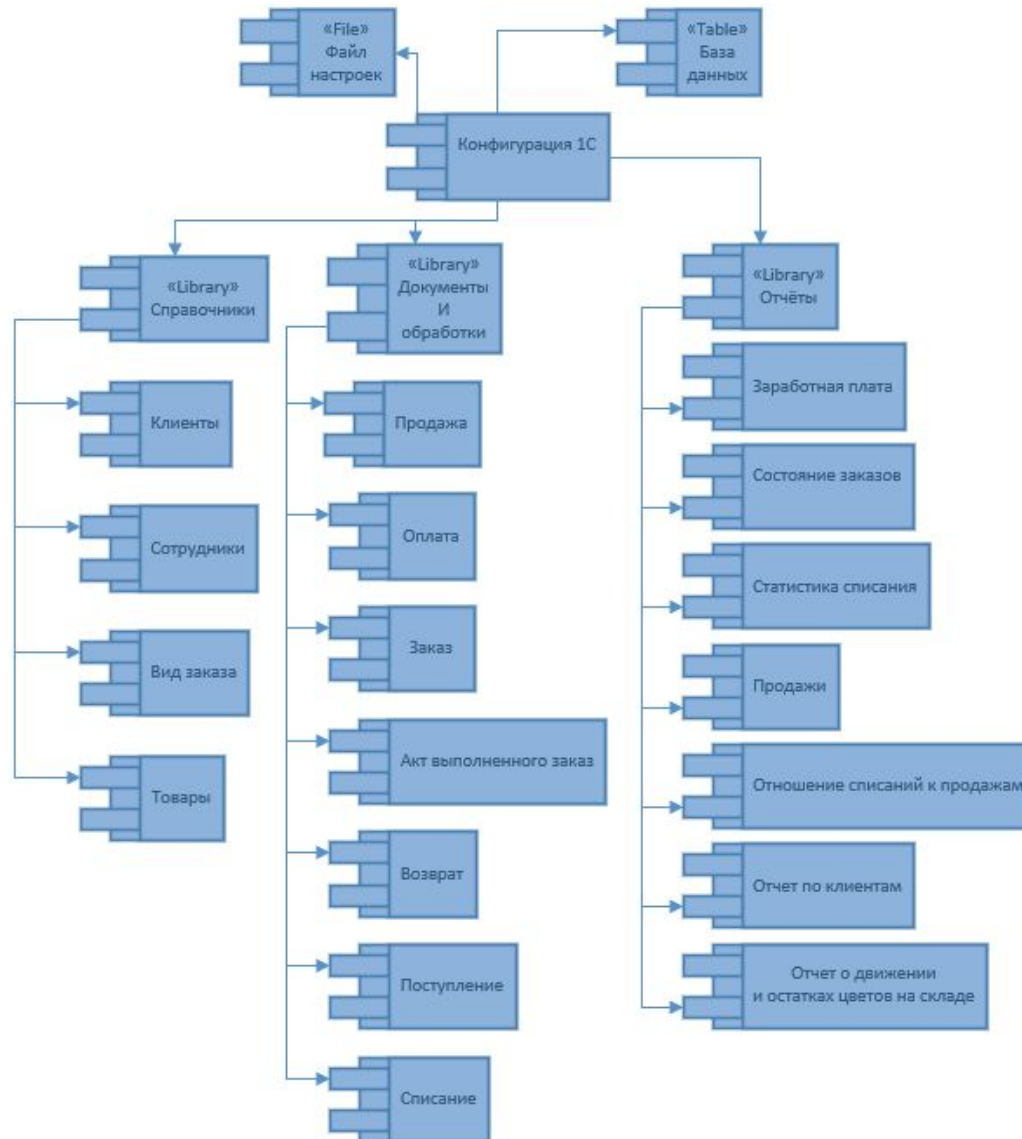 «File»
Файл
настроек
«Table»
База
данных
Конфигурация 1С
«Library»
Справочники
Клиенты
Сотрудники
Вид заказа
Товары
«Library»
Документы
И
обработки
Продажа
Оплата
Заказ
Акт выполненного заказ
Возврат
Поступление
Списание
«Library»
Отчёты
Заработная плата
Состояние заказов
Статистика списания
Продажи
Отношение списаний к продажам
Отчет по клиентам
Отчет о движении
и остатках цветов на складе